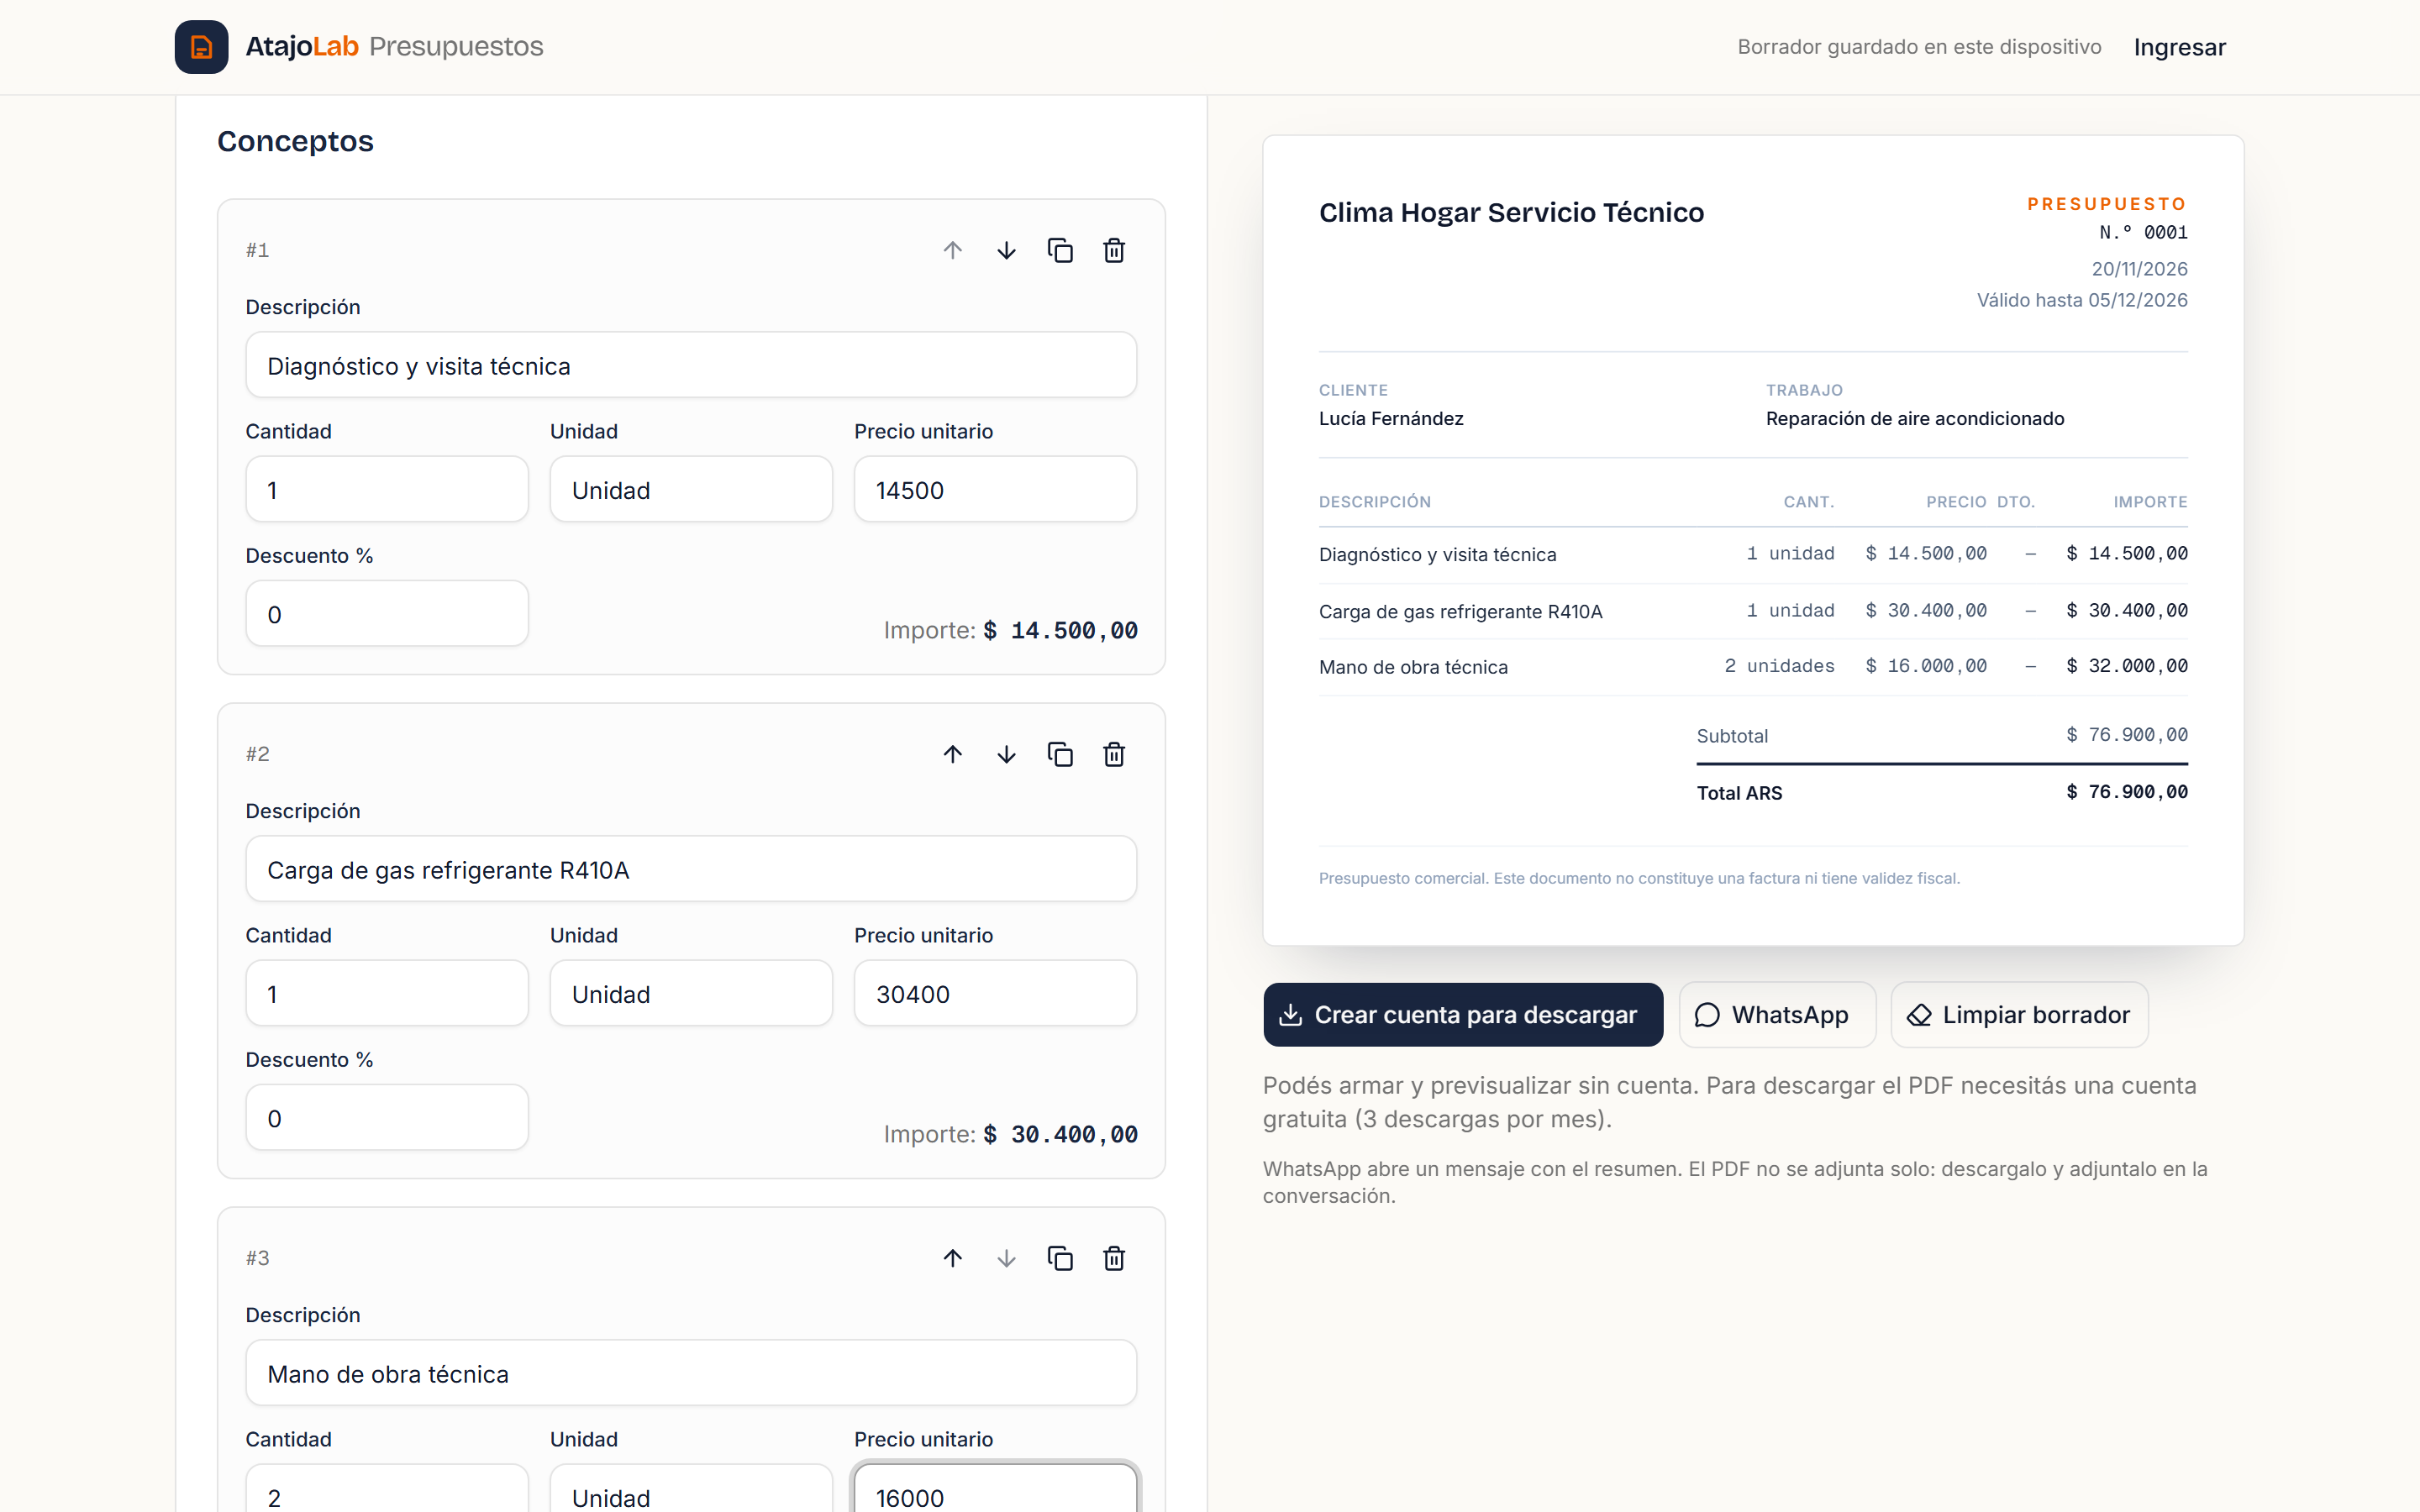 AtajoLab Presupuestos
Borrador guardado en este dispositivo
Ingresar
Conceptos
#1
Descripción
Diagnóstico y visita técnica
Cantidad Unidad Precio unitario
1 Unidad 14500
Descuento %
0
Importe: $ 14.500,00
#2
Descripción
Carga de gas refrigerante R410A
Cantidad Unidad Precio unitario
1 Unidad 30400
Descuento %
0
Importe: $ 30.400,00
#3
Descripción
Mano de obra técnica
Cantidad Unidad Precio unitario
2 Unidad 16000
Clima Hogar Servicio Técnico
PRESUPUESTO
N.° 0001
20/11/2026
Válido hasta 05/12/2026
CLIENTE
Lucía Fernández
TRABAJO
Reparación de aire acondicionado
DESCRIPCIÓN CANT. PRECIO DTO. IMPORTE
Diagnóstico y visita técnica 1 unidad $ 14.500,00 — $ 14.500,00
Carga de gas refrigerante R410A 1 unidad $ 30.400,00 — $ 30.400,00
Mano de obra técnica 2 unidades $ 16.000,00 — $ 32.000,00
Subtotal $ 76.900,00
Total ARS $ 76.900,00
Presupuesto comercial. Este documento no constituye una factura ni tiene validez fiscal.
Crear cuenta para descargar
WhatsApp
Limpiar borrador
Podés armar y previsualizar sin cuenta. Para descargar el PDF necesitás una cuenta
gratuita (3 descargas por mes).
WhatsApp abre un mensaje con el resumen. El PDF no se adjunta solo: descargalo y adjuntalo en la
conversación.